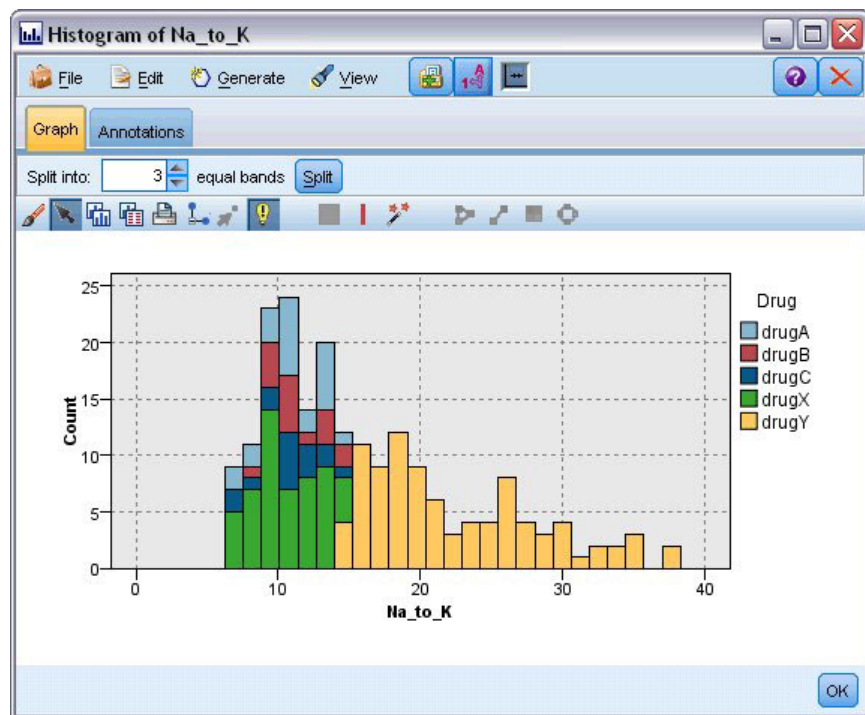 Histogram of Na_to_K
File Edit Generate View
Graph Annotations
Split into: 3 equal bands Split
25
20
15
10
5
0
Count
0 10 20 30 40
Na_to_K
Drug
drugA
drugB
drugC
drugX
drugY
OK